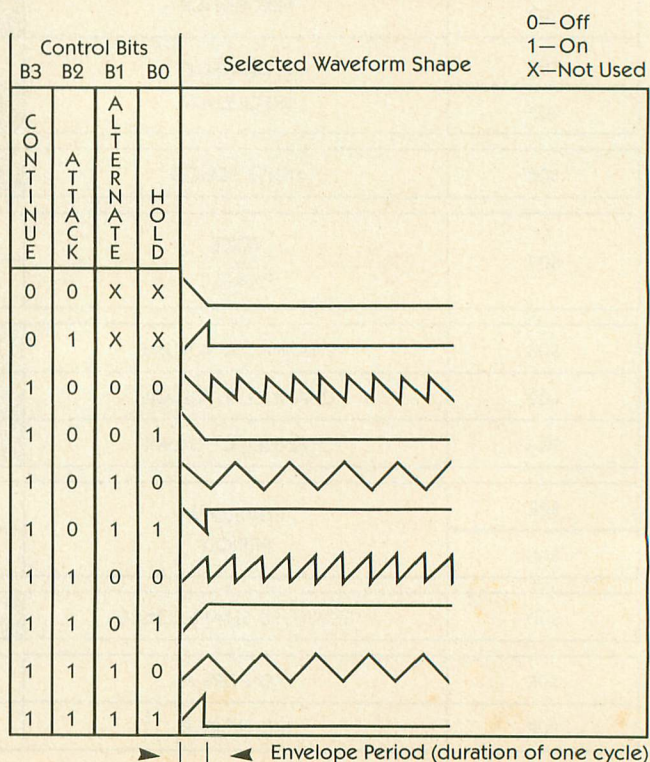 0—Off
1—On
X—Not Used
Control Bits
B3 B2 B1 B0
Selected Waveform Shape
CONTINUE
ATTACK
ALTERNATE
HOLD
0 0 X X
0 1 X X
1 0 0 0
1 0 0 1
1 0 1 0
1 0 1 1
1 1 0 0
1 1 0 1
1 1 1 0
1 1 1 1
Envelope Period (duration of one cycle)